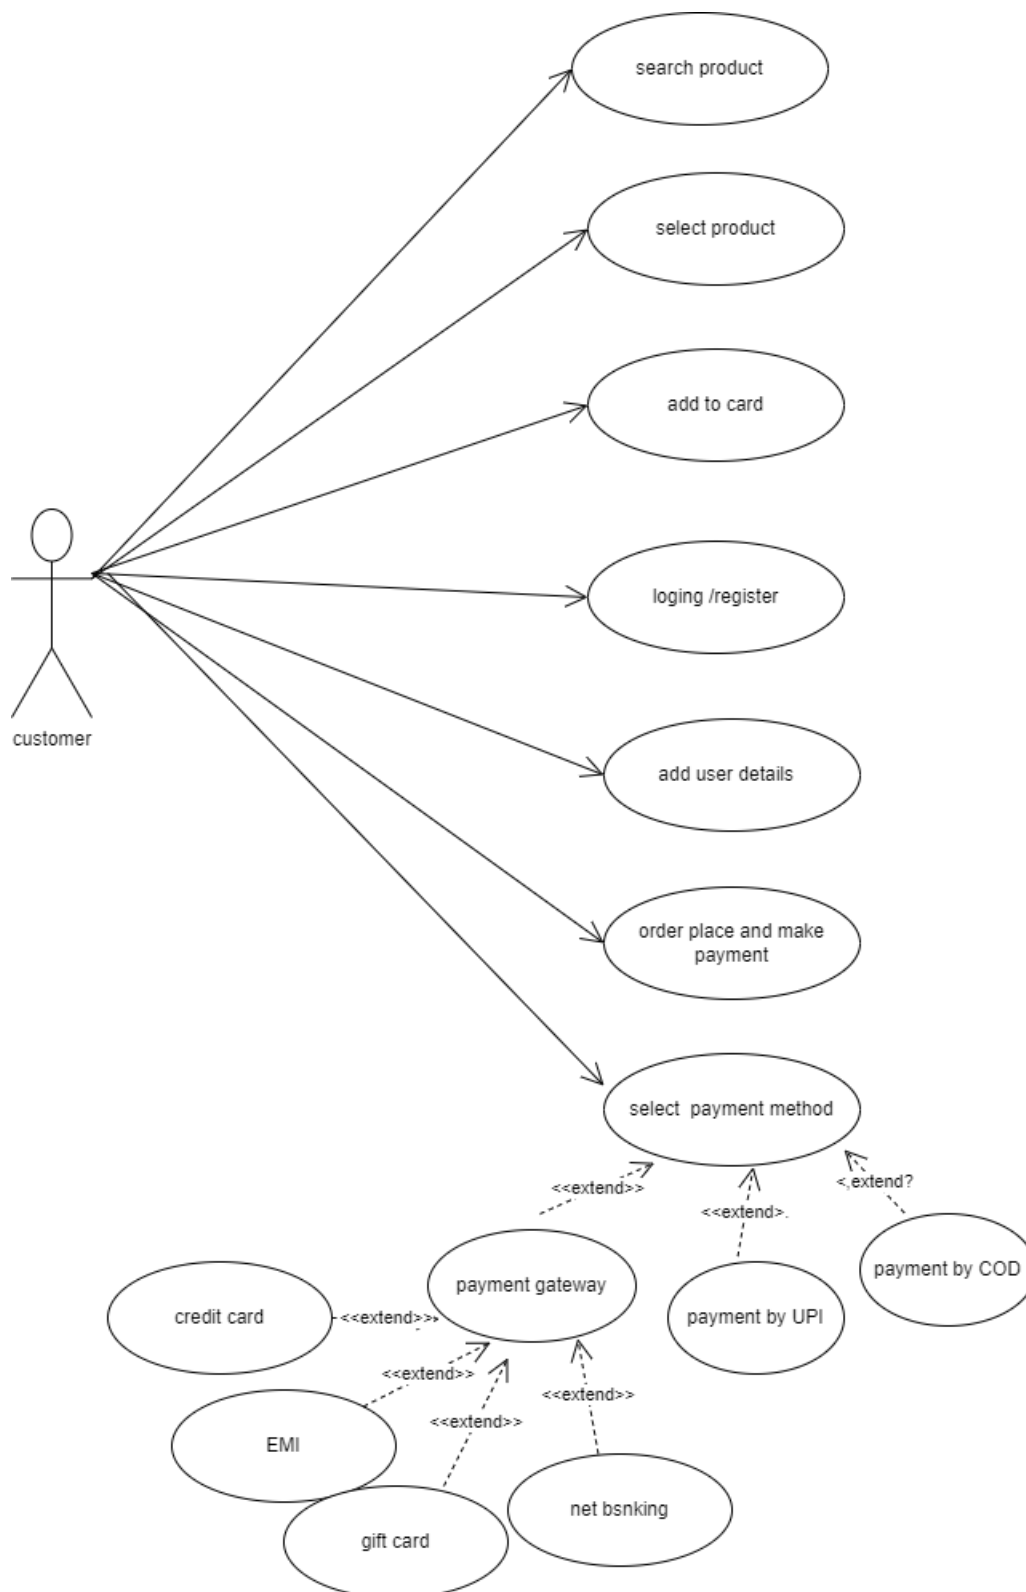 search product
select product
add to card
loging /register
customer
add user details
order place and make
payment
select  payment method
<<extend>>
<<extend>.
<,extend?
payment gateway
payment by UPI
payment by COD
credit card
<<extend>>
<<extend>>
<<extend>>
<<extend>>
EMI
gift card
net bsnking